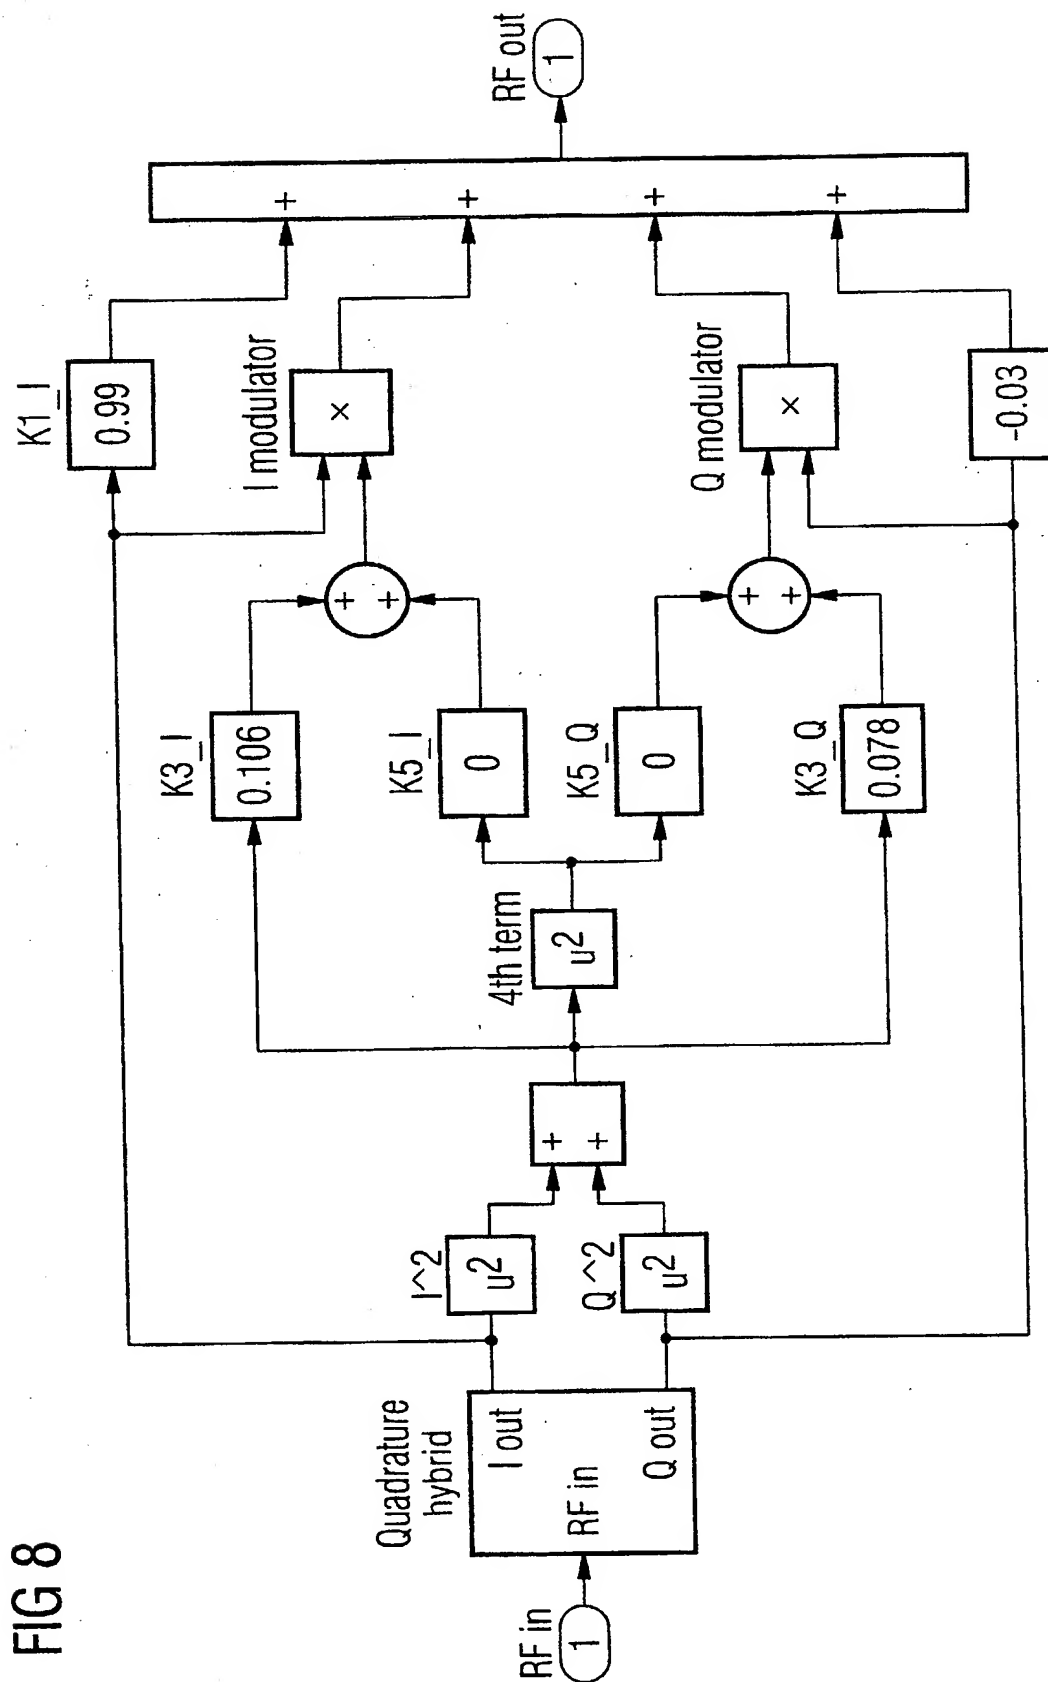 FIG 8
RF in
1
Quadrature
hybrid
RF in
I out
Q out
I^2
u2
Q^2
u2
+
+
4th term
u2
K3_I
0.106
K5_I
0
K5_Q
0
K3_Q
0.078
+
+
+
+
K1_I
0.99
I modulator
×
Q modulator
×
-0.03
+
+
+
+
RF out
1